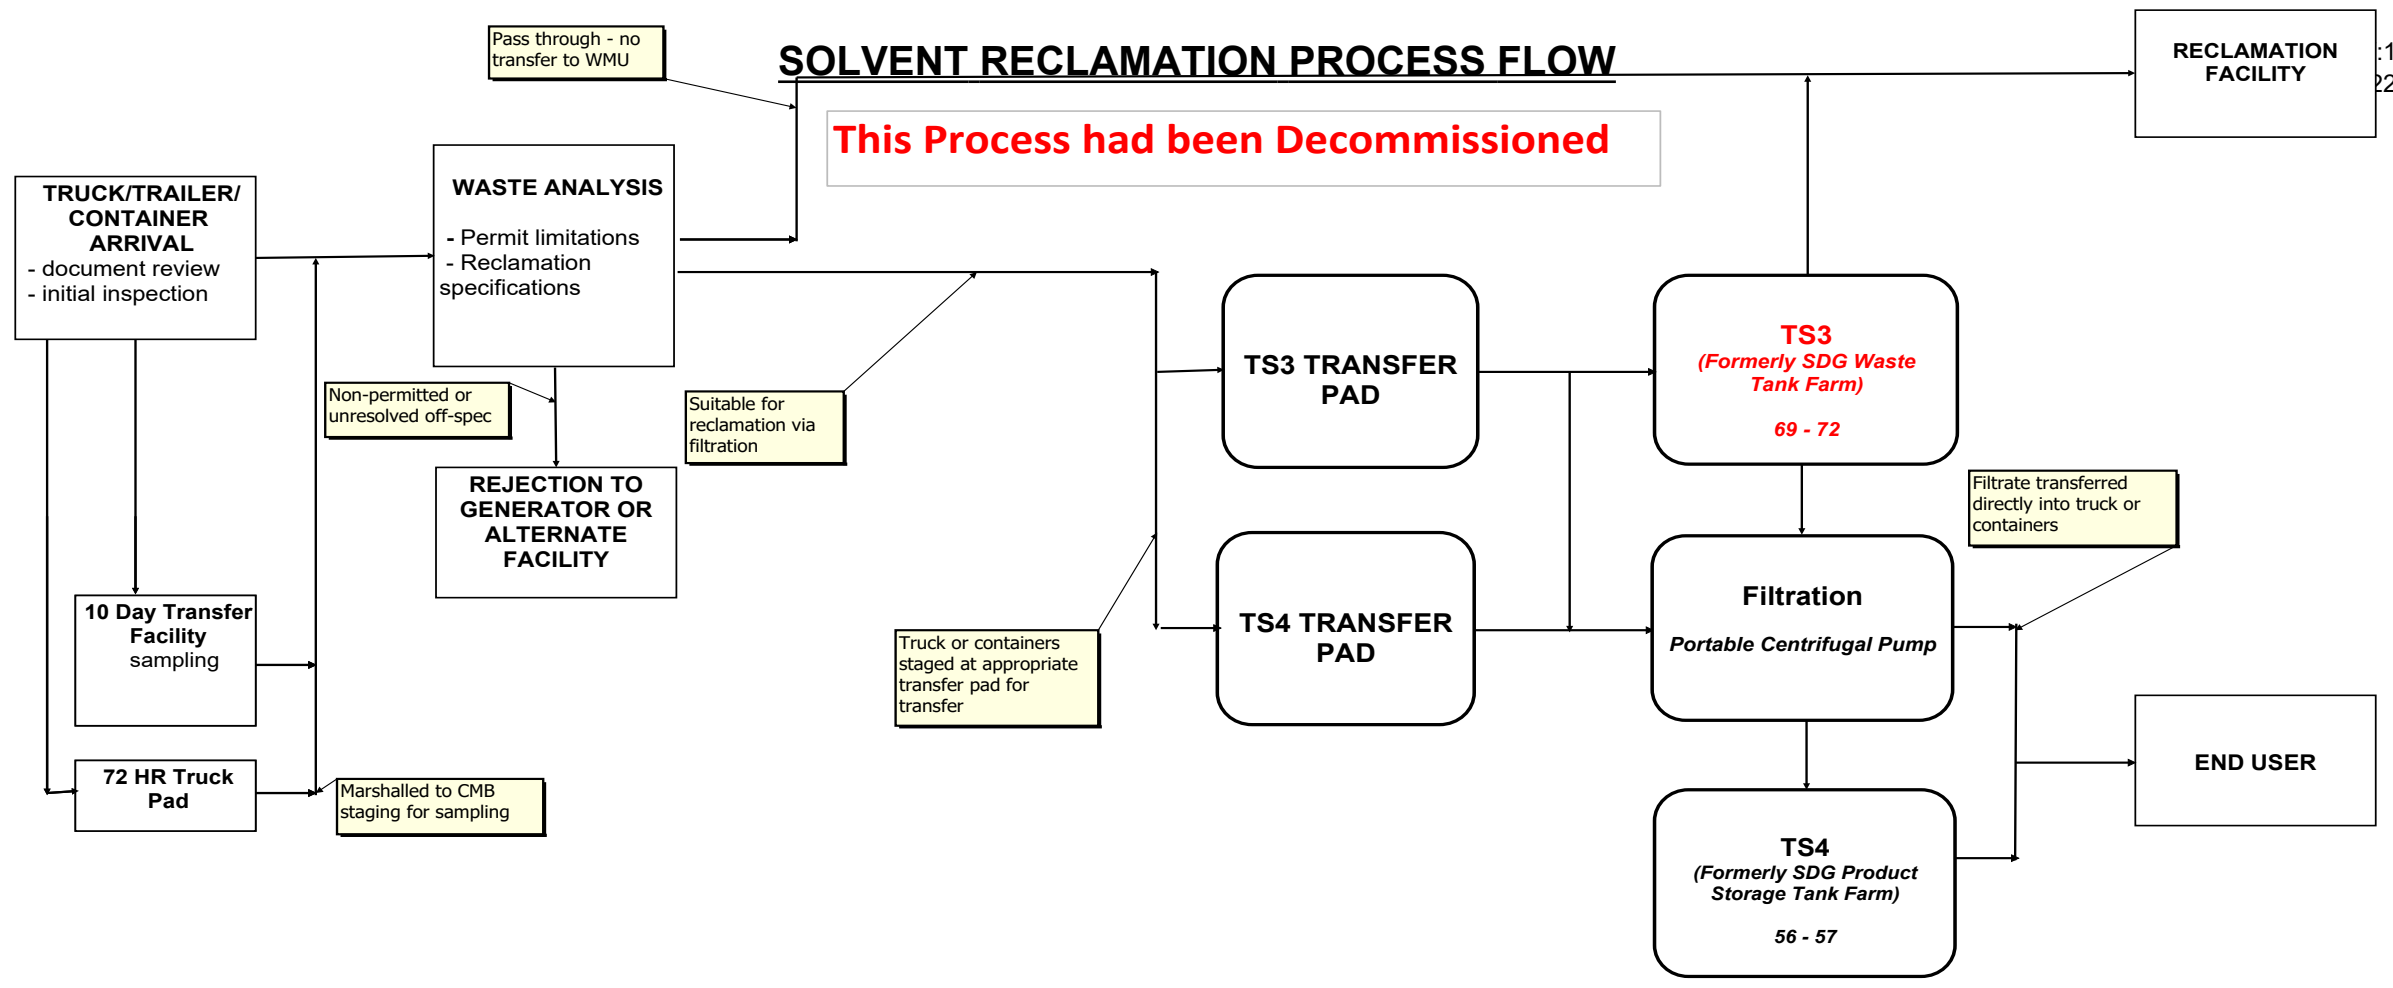 Pass through - no
transfer to WMU
SOLVENT RECLAMATION PROCESS FLOW
RECLAMATION
FACILITY
:1
22
This Process had been Decommissioned
TRUCK/TRAILER/
CONTAINER
ARRIVAL
- document review
- initial inspection
WASTE ANALYSIS
- Permit limitations
- Reclamation
specifications
Non-permitted or
unresolved off-spec
Suitable for
reclamation via
filtration
TS3 TRANSFER
PAD
TS3
(Formerly SDG Waste
Tank Farm)
69 - 72
REJECTION TO
GENERATOR OR
ALTERNATE
FACILITY
Filtrate transferred
directly into truck or
containers
10 Day Transfer
Facility
sampling
Truck or containers
staged at appropriate
transfer pad for
transfer
TS4 TRANSFER
PAD
Filtration
Portable Centrifugal Pump
72 HR Truck
Pad
Marshalled to CMB
staging for sampling
END USER
TS4
(Formerly SDG Product
Storage Tank Farm)
56 - 57